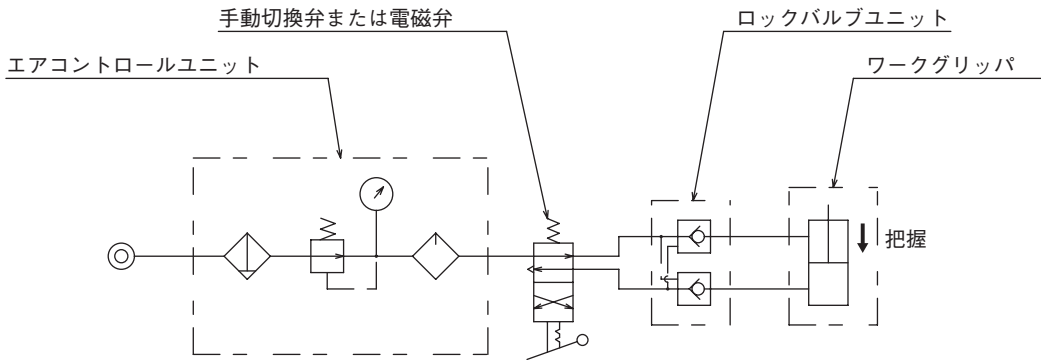 手動切換弁または電磁弁
ロックバルブユニット
エアコントロールユニット
ワークグリッパ
把握